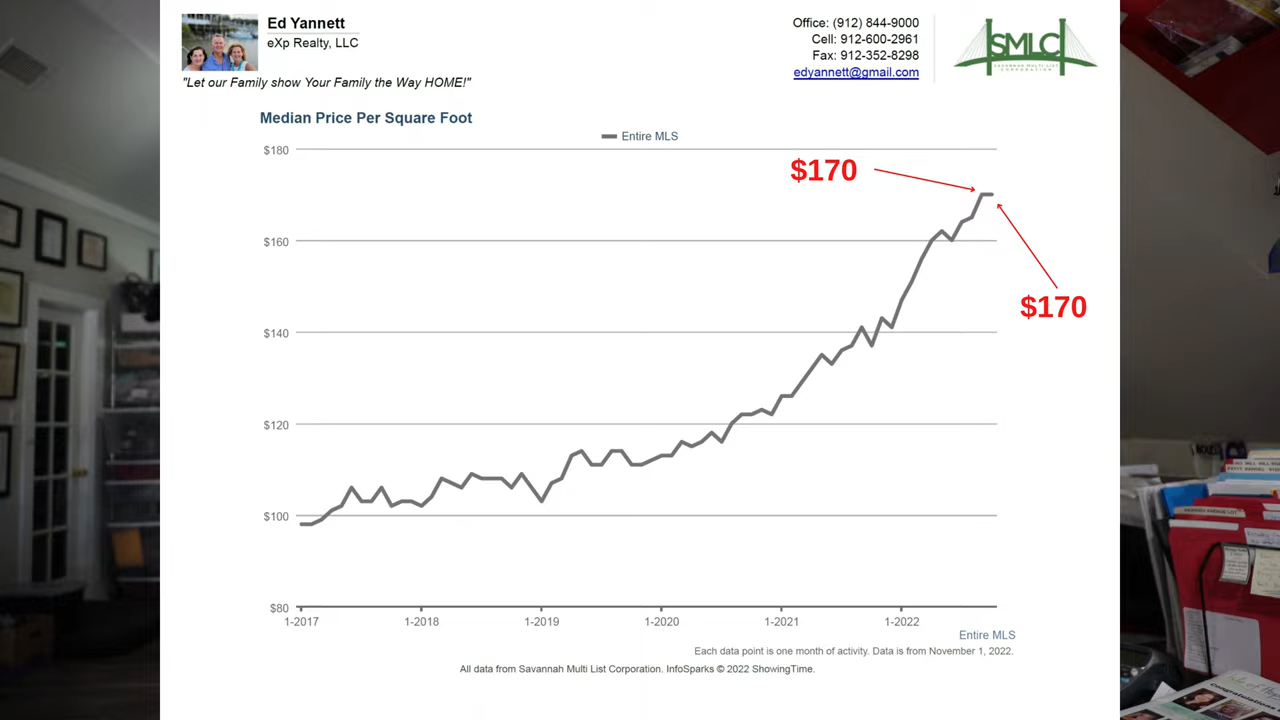 Ed Yannett
eXp Realty, LLC
"Let our Family show Your Family the Way HOME!"
Office: (912) 844-9000
Cell: 912-600-2961
Fax: 912-352-8298
edyannett@gmail.com
SMLC
SAVANNAH MULTI LIST
CORPORATION
Median Price Per Square Foot
Entire MLS
$180
$160
$140
$120
$100
$80
$170
$170
1-2017
1-2018
1-2019
1-2020
1-2021
1-2022
Entire MLS
Each data point is one month of activity. Data is from November 1, 2022.
All data from Savannah Multi List Corporation. InfoSparks © 2022 ShowingTime.